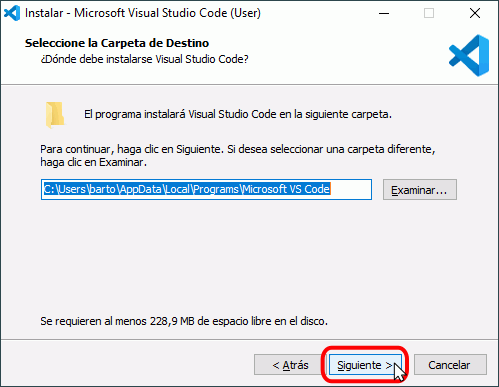 Instalar - Microsoft Visual Studio Code (User)
Seleccione la Carpeta de Destino
¿Dónde debe instalarse Visual Studio Code?
El programa instalará Visual Studio Code en la siguiente carpeta.
Para continuar, haga clic en Siguiente. Si desea seleccionar una carpeta diferente,
haga clic en Examinar.
C:\Users\barto\AppData\Local\Programs\Microsoft VS Code
Examinar...
Se requieren al menos 228,9 MB de espacio libre en el disco.
< Atrás
Siguiente >
Cancelar